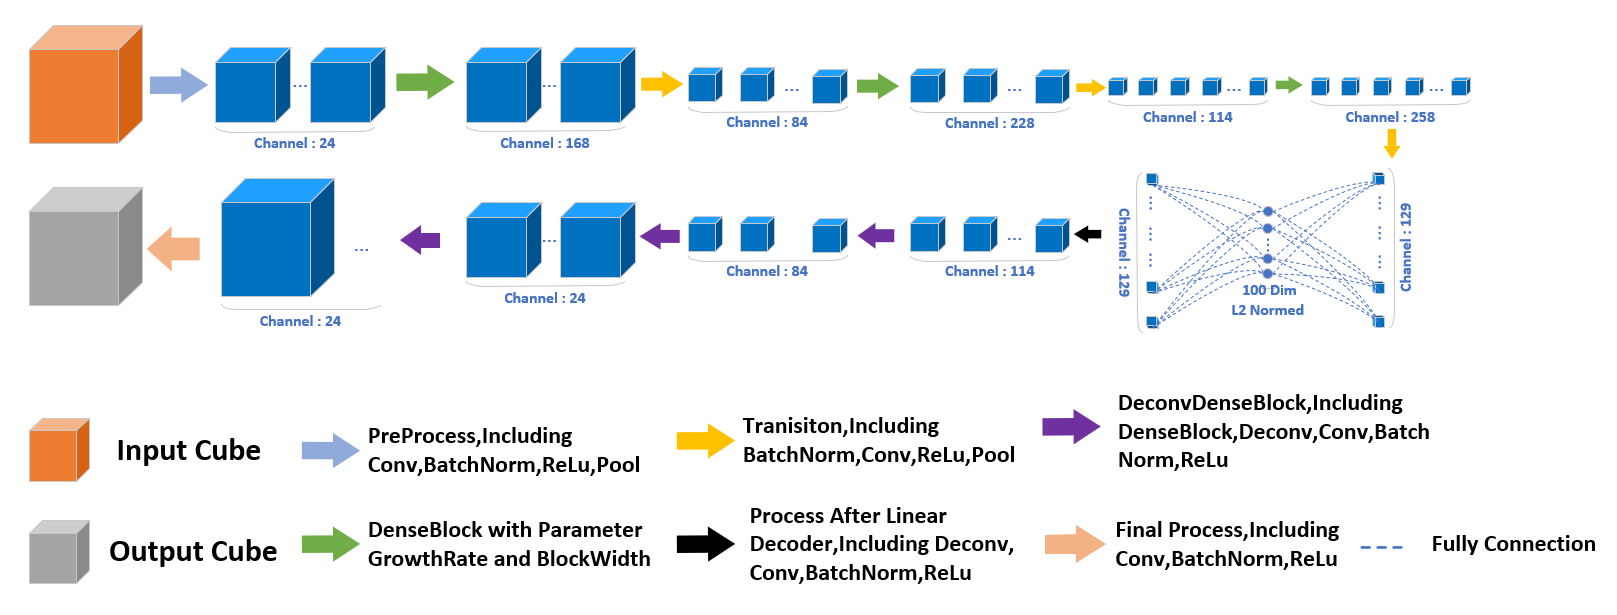 Channel : 24
Channel : 168
Channel : 84
Channel : 228
Channel : 114
Channel : 258
Channel : 24
Channel : 24
Channel : 84
Channel : 114
Channel : 129
100 Dim
L2 Normed
Channel : 129
Input Cube
PreProcess,Including
Conv,BatchNorm,ReLu,Pool
Tranisiton,Including
BatchNorm,Conv,ReLu,Pool
DeconvDenseBlock,Including
DenseBlock,Deconv,Conv,Batch
Norm,ReLu
Output Cube
DenseBlock with Parameter
GrowthRate and BlockWidth
Process After Linear
Decoder,Including Deconv,
Conv,BatchNorm,ReLu
Final Process,Including
Conv,BatchNorm,ReLu
Fully Connection